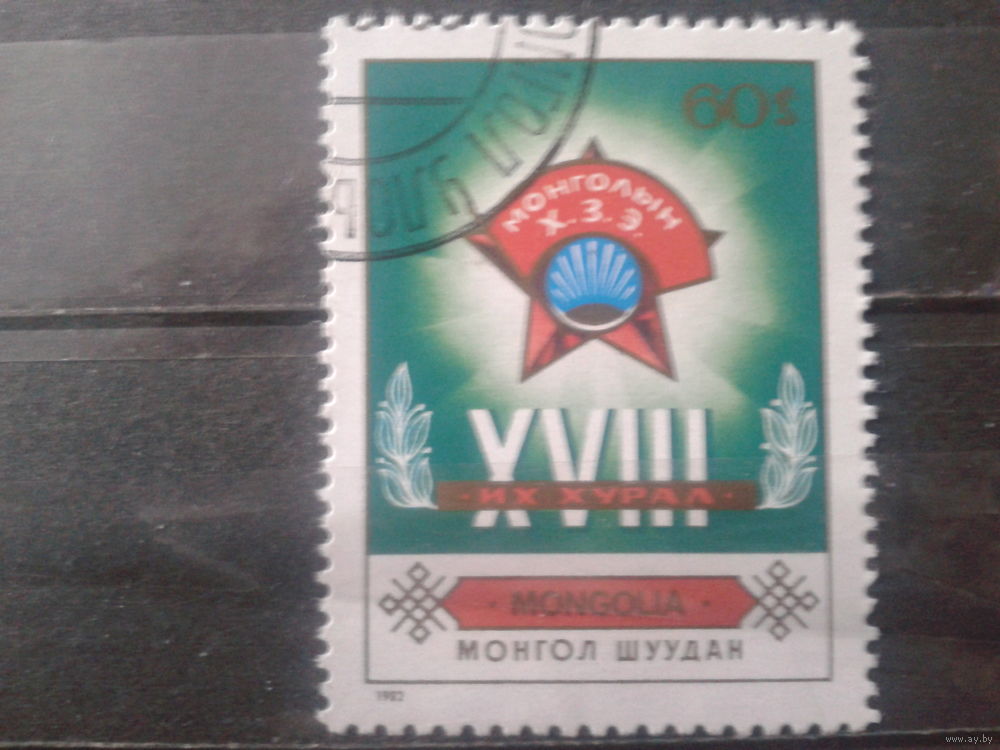 60
МОНГОЛЫН
Х.З.Э.
XVIII
· ИХ ХУРАЛ ·
· MONGOLIA ·
МОНГОЛ ШУУДАН
1982
www.ay.by